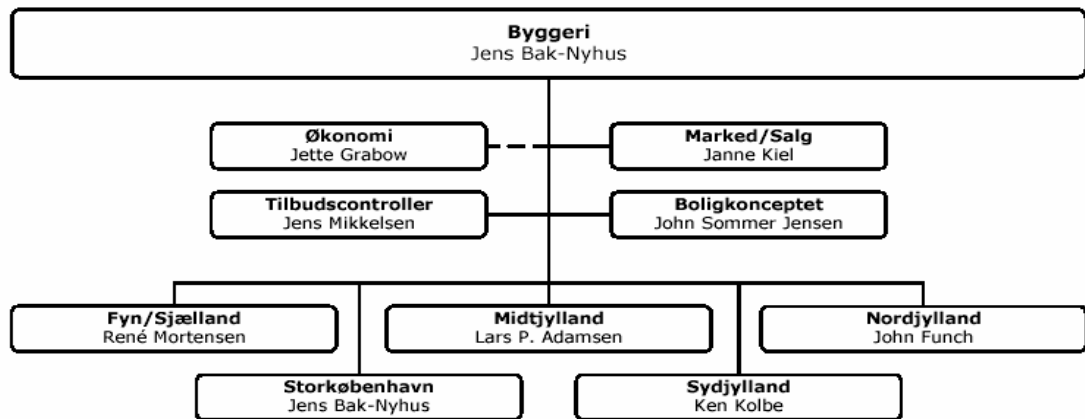 Byggeri
Jens Bak-Nyhus
Økonomi
Jette Grabow
Marked/Salg
Janne Kiel
Tilbudscontroller
Jens Mikkelsen
Boligkonceptet
John Sommer Jensen
Fyn/Sjælland
René Mortensen
Midtjylland
Lars P. Adamsen
Nordjylland
John Funch
Storkøbenhavn
Jens Bak-Nyhus
Sydjylland
Ken Kolbe